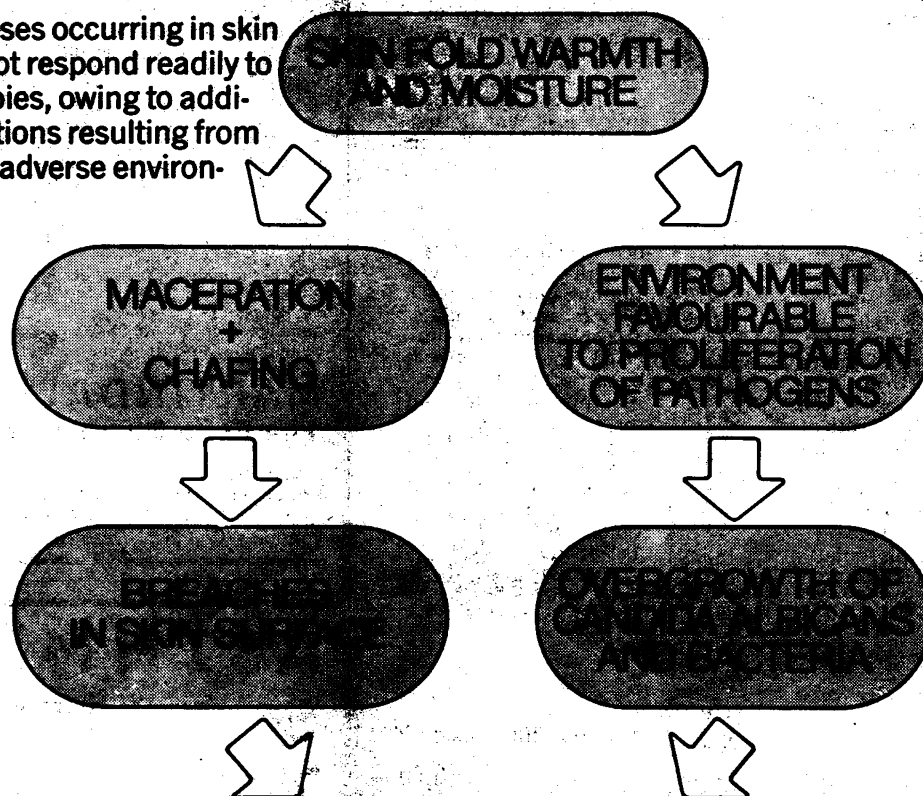 ses occurring in skin
ot respond readily to
pies, owing to addi-
tions resulting from
adverse environ-
SKIN FOLD WARMTH
AND MOISTURE
MACERATION
+
CHAFING
ENVIRONMENT
FAVOURABLE
TO PROLIFERATION
OF PATHOGENS
BREACHES
IN SKIN SURFACE
OVERGROWTH OF
CANDIDA ALBICANS
AND BACTERIA